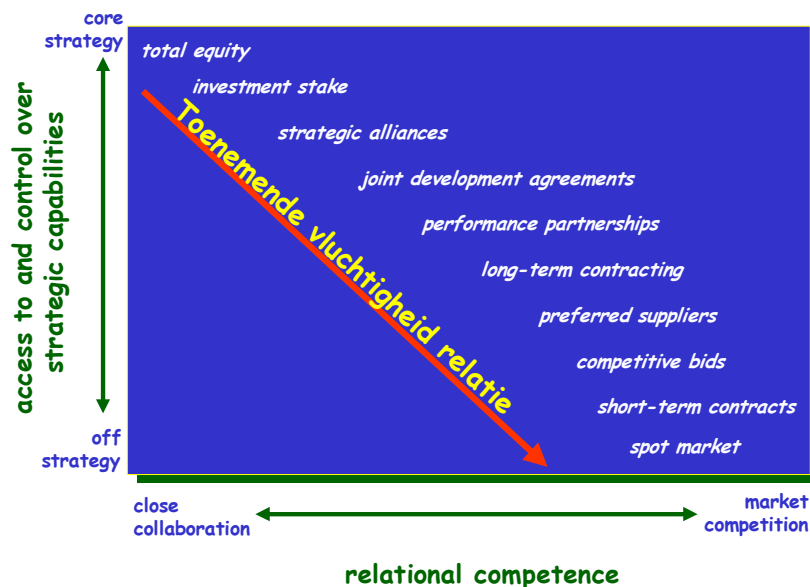 core
strategy
total equity
investment stake
strategic alliances
joint development agreements
performance partnerships
long-term contracting
preferred suppliers
competitive bids
short-term contracts
spot market
Toenemende vluchtigheid relatie
access to and control over
strategic capabilities
off
strategy
close
collaboration
market
competition
relational competence